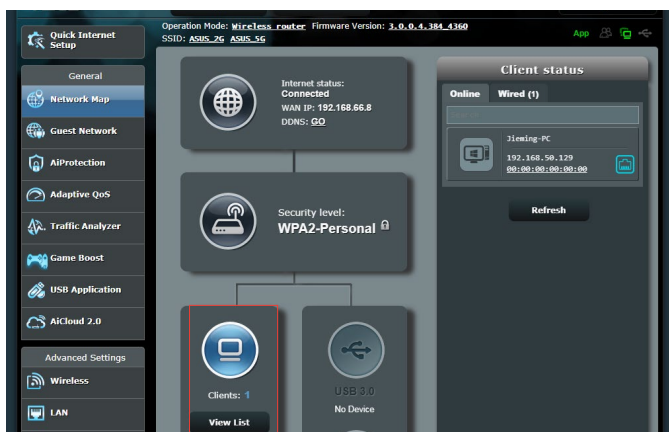 Quick Internet
Setup
Operation Mode: Wireless router Firmware Version: 3.0.0.4.384_4360
SSID: ASUS_2G ASUS_5G
App
General
Network Map
Guest Network
AiProtection
Adaptive QoS
Traffic Analyzer
Game Boost
USB Application
AiCloud 2.0
Advanced Settings
Wireless
LAN
Internet status:
Connected
WAN IP: 192.168.66.8
DDNS: GO
Security level:
WPA2-Personal
Clients: 1
View List
USB 3.0
No Device
Client status
Online Wired (1)
Jieming-PC
192.168.50.129
00:00:00:00:00:00
Refresh